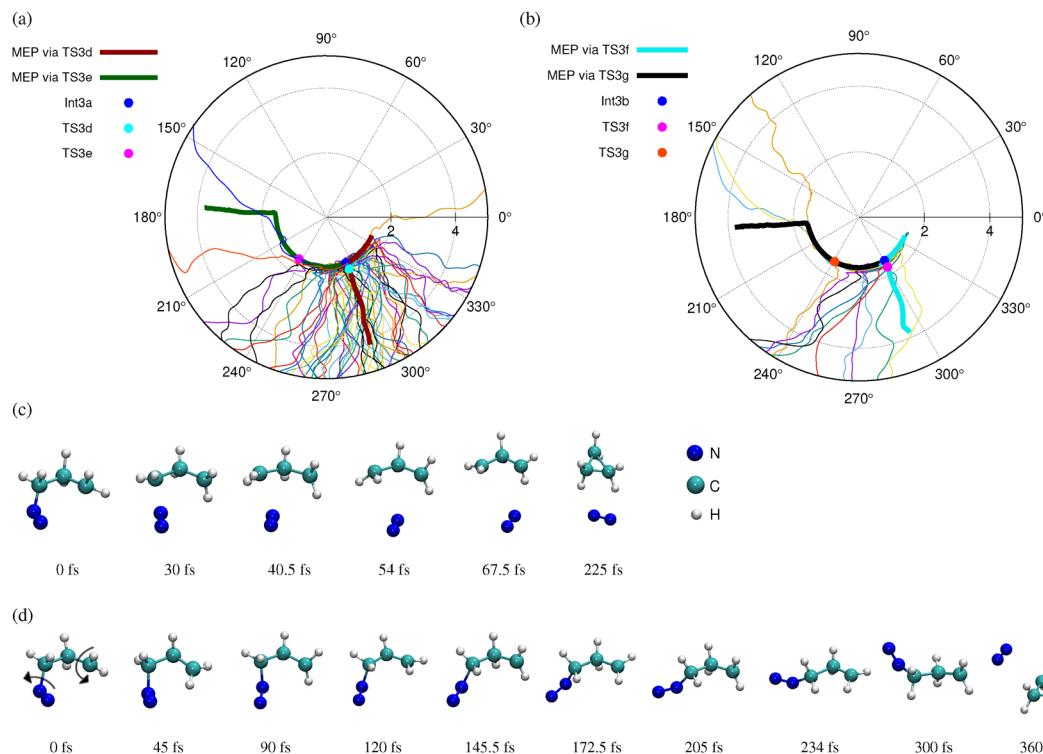 (a)
MEP via TS3d
MEP via TS3e
Int3a
TS3d
TS3e
90°
120° 60°
150° 30°
180° 2 4 0°
210° 330°
240° 300°
270°
(b)
MEP via TS3f
MEP via TS3g
Int3b
TS3f
TS3g
90°
120° 60°
150° 30°
180° 2 4 0°
210° 330°
240° 300°
270°
(c)
N
C
H
0 fs 30 fs 40.5 fs 54 fs 67.5 fs 225 fs
(d)
0 fs 45 fs 90 fs 120 fs 145.5 fs 172.5 fs 205 fs 234 fs 300 fs 360